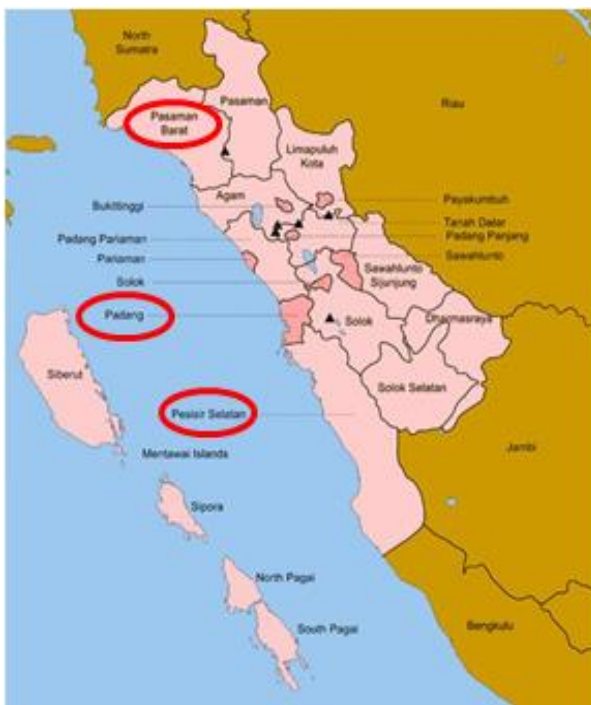 North
Sumatra
Pasaman
Riau
Pasaman
Barat
Limapuluh
Kota
Agam
Bukittinggi
Payakumbuh
Tanah Datar
Padang Pariaman
Padang Panjang
Pariaman
Sawahlunto
Sawahlunto
Sijunjung
Solok
Padang
Solok
Dharmasraya
Siberut
Solok Selatan
Pesisir Selatan
Jambi
Mentawai Islands
Sipora
North Pagai
South Pagai
Bengkulu